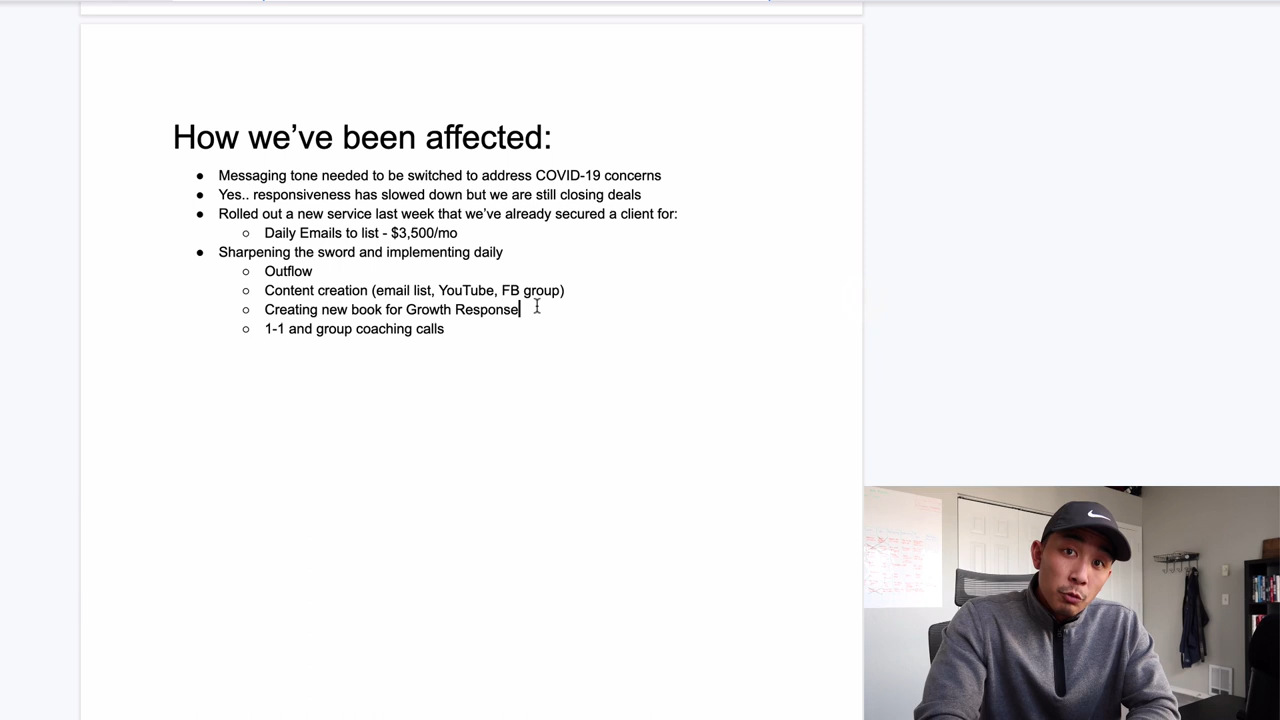 How we've been affected:
● Messaging tone needed to be switched to address COVID-19 concerns
● Yes.. responsiveness has slowed down but we are still closing deals
● Rolled out a new service last week that we've already secured a client for:
○ Daily Emails to list - $3,500/mo
● Sharpening the sword and implementing daily
○ Outflow
○ Content creation (email list, YouTube, FB group)
○ Creating new book for Growth Response
○ 1-1 and group coaching calls